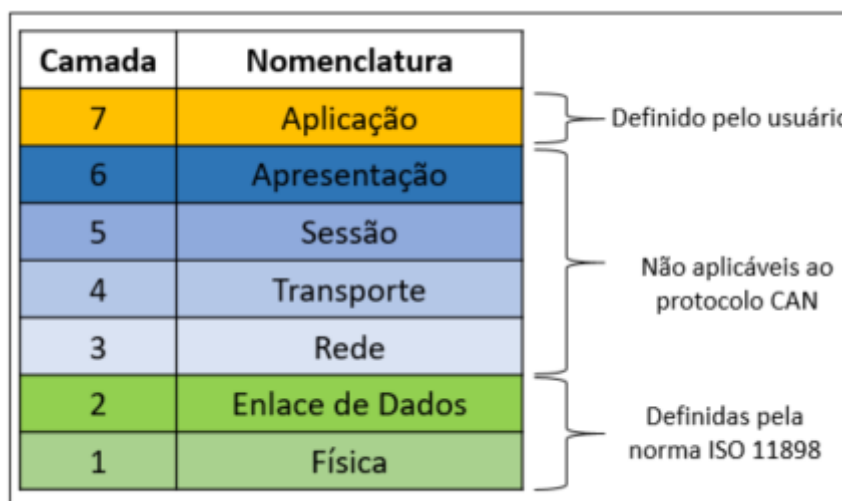 Camada Nomenclatura
7 Aplicação Definido pelo usuário
6 Apresentação
5 Sessão
4 Transporte
3 Rede
Não aplicáveis ao
protocolo CAN
2 Enlace de Dados
1 Física
Definidas pela
norma ISO 11898